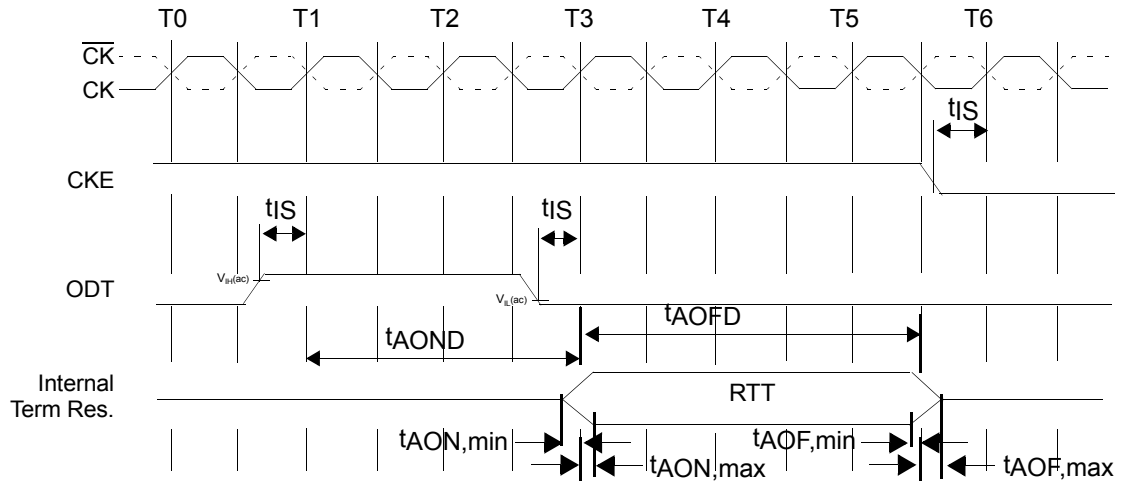 T0 T1 T2 T3 T4 T5 T6
CK
CK
tIS
CKE
tIS
tIS
VIH(ac)
ODT
VIL(ac)
tAOND
tAOFD
Internal
Term Res.
RTT
tAON,min
tAOF,min
tAON,max
tAOF,max